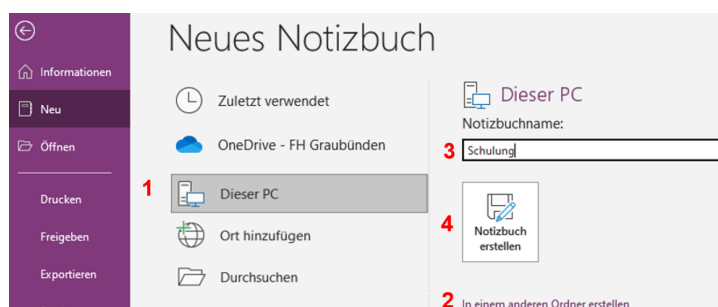 Neues Notizbuch
Informationen
Neu
Öffnen
Drucken
Freigeben
Exportieren
Zuletzt verwendet
OneDrive - FH Graubünden
1 Dieser PC
Ort hinzufügen
Durchsuchen
Dieser PC
Notizbuchname:
3 Schulung
4 Notizbuch
erstellen
2 In einem anderen Ordner erstellen